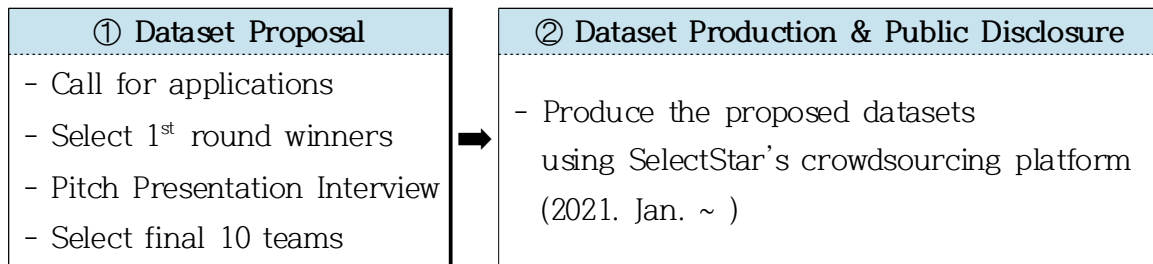 ① Dataset Proposal
- Call for applications
- Select 1st round winners
- Pitch Presentation Interview
- Select final 10 teams
② Dataset Production & Public Disclosure
- Produce the proposed datasets
using SelectStar's crowdsourcing platform
(2021. Jan. ~ )